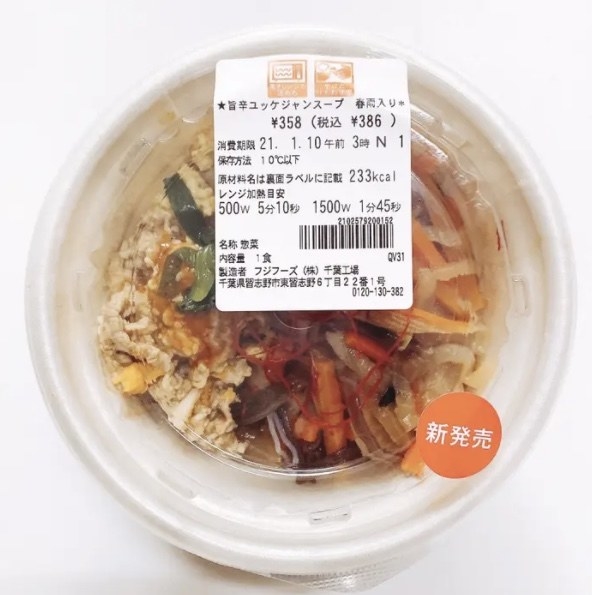 ★旨辛ユッケジャンスープ 春雨入り*
¥358 (税込 ¥386 )
消費期限 21. 1.10 午前 3時 N 1
保存方法 10℃以下
原材料名は裏面ラベルに記載 233kcal
レンジ加熱目安
500W 5分10秒 1500W 1分45秒
2102579200152
名称 惣菜
内容量 1食 QV31
製造者 フジフーズ (株) 千葉工場
千葉県習志野市東習志野6丁目22番1号
0120-130-382
新発売